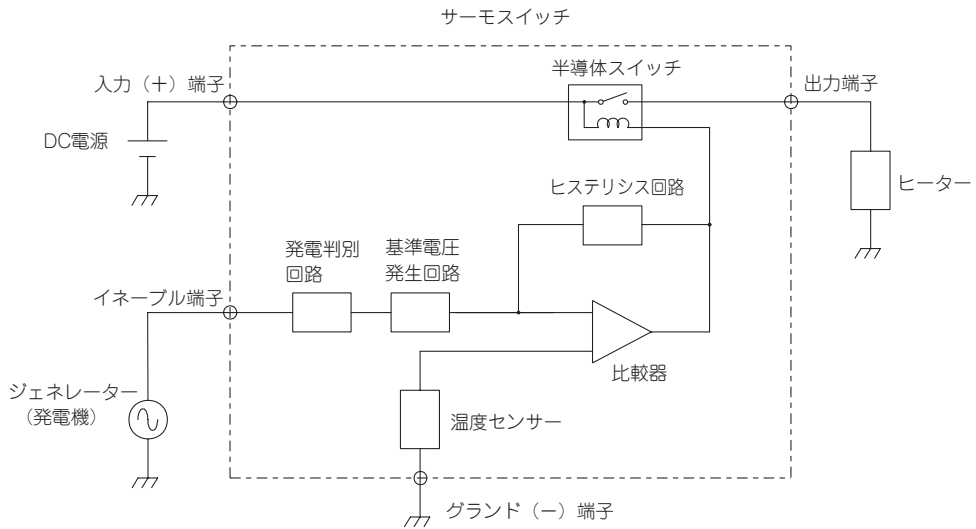 サーモスイッチ
入力（＋）端子
半導体スイッチ
出力端子
DC電源
ヒーター
ヒステリシス回路
発電判別
回路
基準電圧
発生回路
イネーブル端子
比較器
ジェネレーター
（発電機）
温度センサー
グランド（－）端子